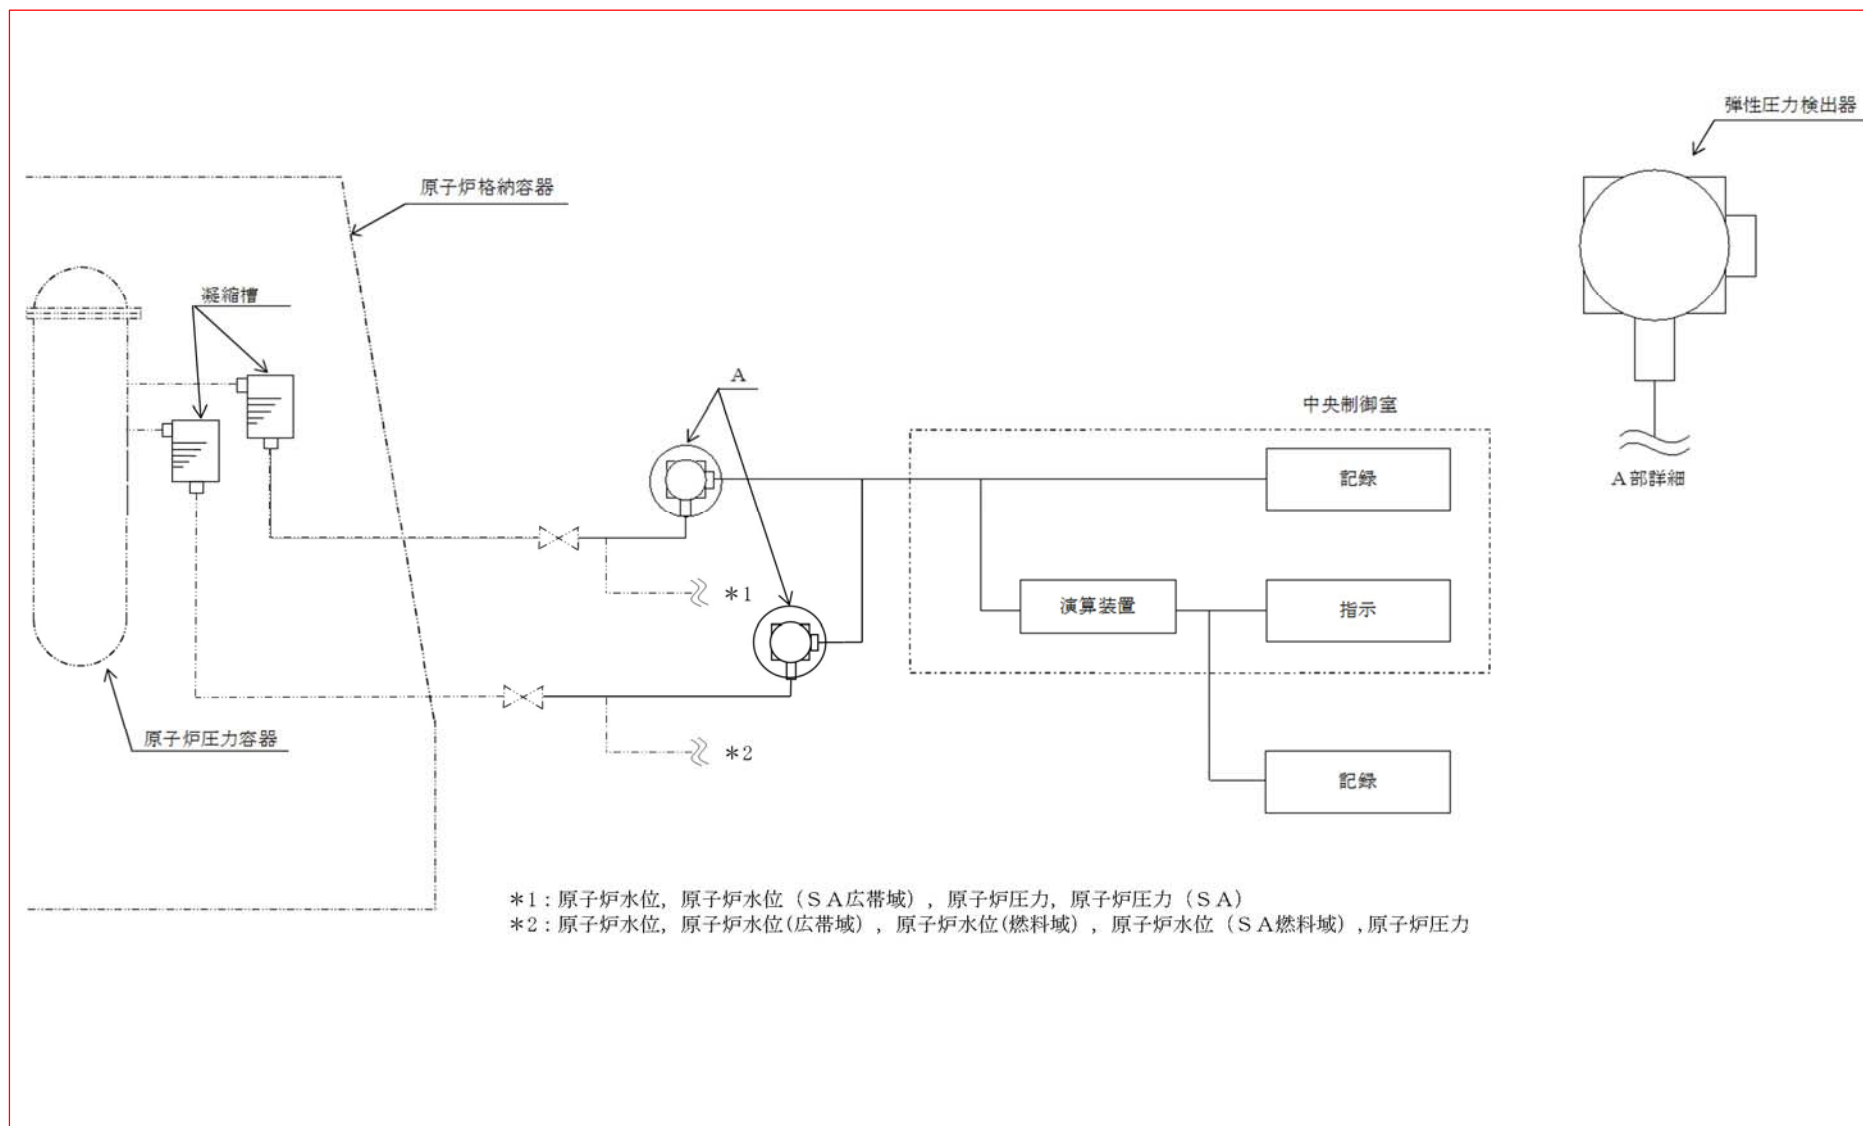 弾性圧力検出器
原子炉格納容器
凝縮槽
A
中央制御室
記録
A部詳細
演算装置
指示
*1
原子炉圧力容器
*2
記録
*1：原子炉水位，原子炉水位（ＳＡ広帯域），原子炉圧力，原子炉圧力（ＳＡ）
*2：原子炉水位，原子炉水位(広帯域)，原子炉水位(燃料域)，原子炉水位（ＳＡ燃料域），原子炉圧力